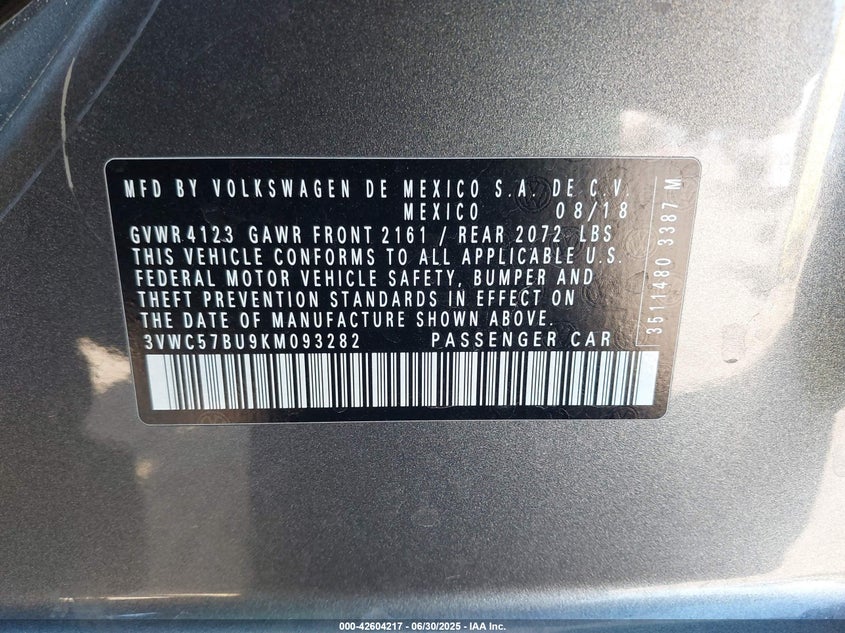 MFD BY VOLKSWAGEN DE MEXICO S.A. DE C.V.
MEXICO 08/18
GVWR 4123 GAWR FRONT 2161 / REAR 2072 LBS
THIS VEHICLE CONFORMS TO ALL APPLICABLE U.S.
FEDERAL MOTOR VEHICLE SAFETY, BUMPER AND
THEFT PREVENTION STANDARDS IN EFFECT ON
THE DATE OF MANUFACTURE SHOWN ABOVE.
3VWC57BU9KM093282 PASSENGER CAR
3511480 3387 M
000-42604217 - 06/30/2025 - IAA Inc.